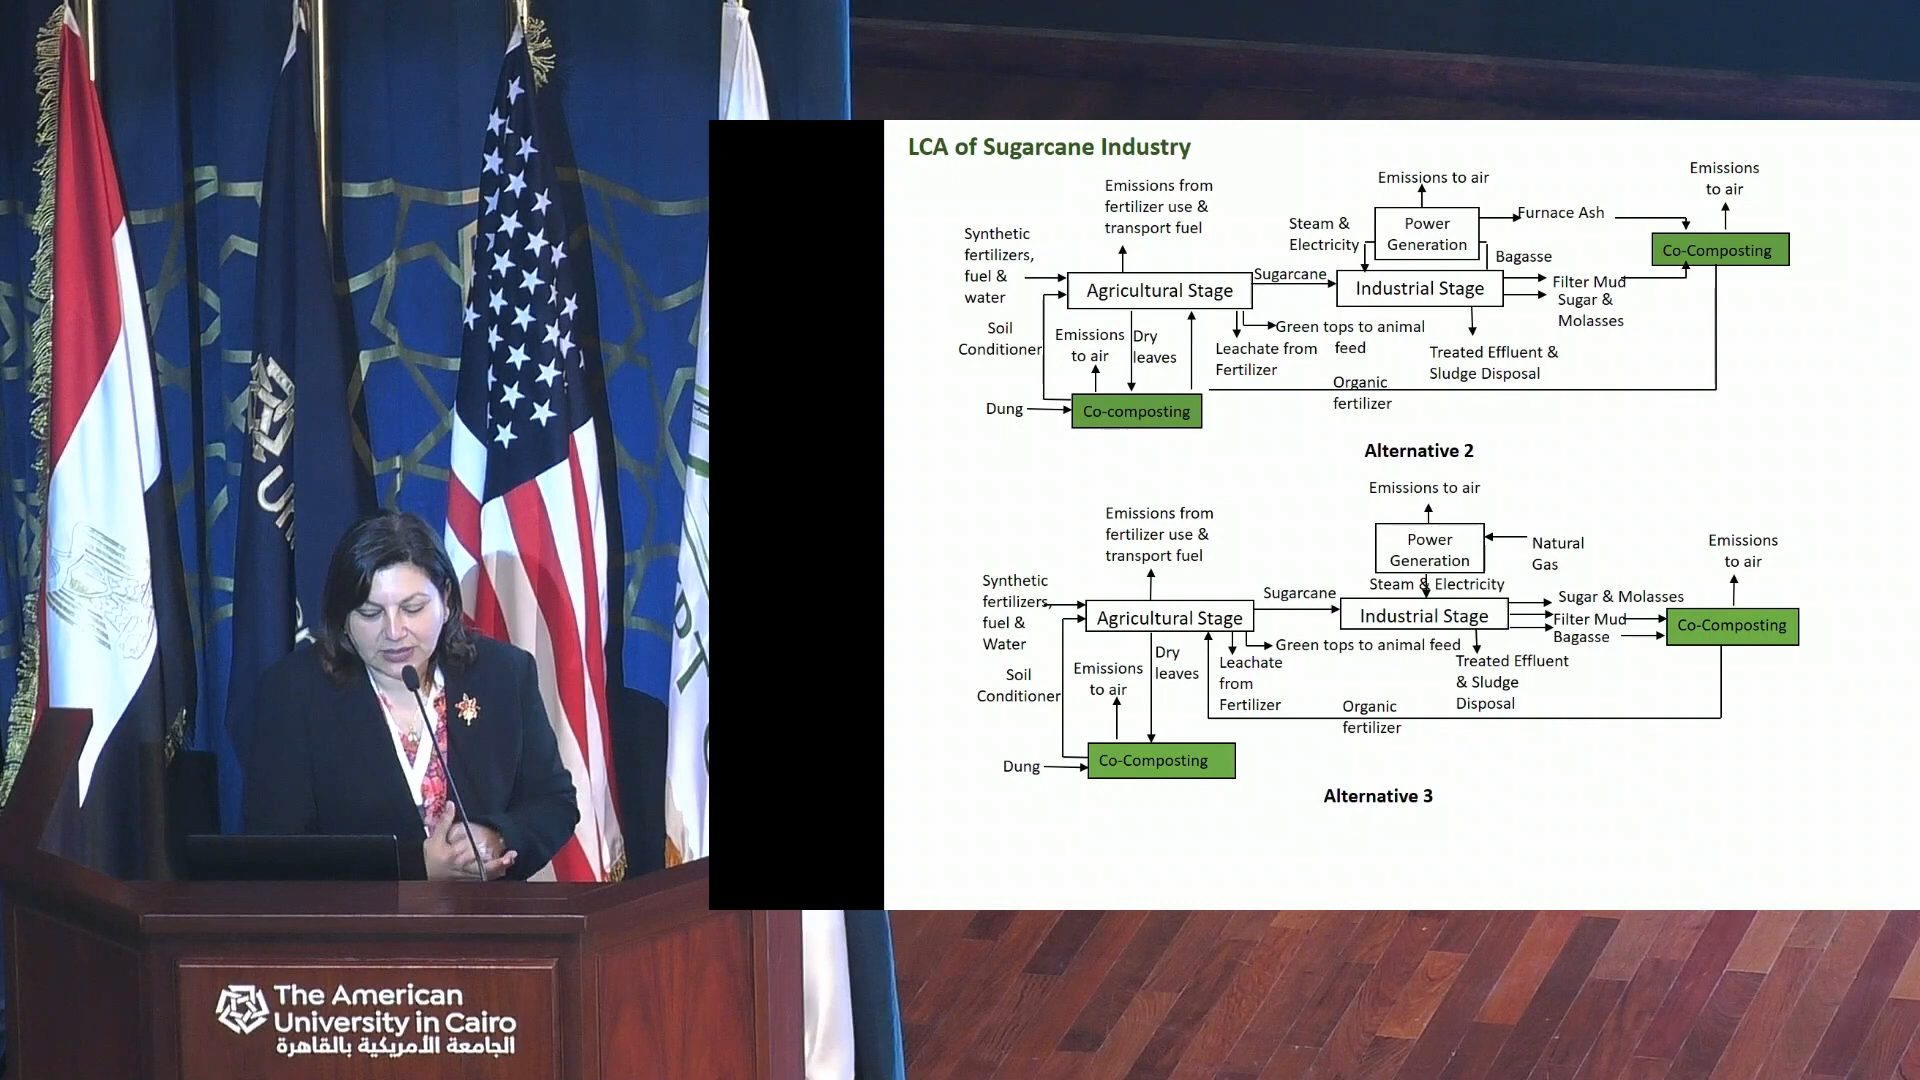 LCA of Sugarcane Industry
Emissions from
fertilizer use &
transport fuel
Synthetic
fertilizers,
fuel &
water
Agricultural Stage
Soil
Conditioner
Emissions
to air
Dry
leaves
Dung
Co-composting
Sugarcane
Leachate from
Fertilizer
Green tops to animal
feed
Emissions to air
Steam &
Electricity
Power
Generation
Furnace Ash
Bagasse
Industrial Stage
Filter Mud
Sugar &
Molasses
Treated Effluent &
Sludge Disposal
Emissions
to air
Co-Composting
Organic
fertilizer
Alternative 2
Emissions from
fertilizer use &
transport fuel
Synthetic
fertilizers,
fuel &
Water
Agricultural Stage
Soil
Conditioner
Emissions
to air
Dry
leaves
Dung
Co-Composting
Sugarcane
Green tops to animal feed
Leachate
from
Fertilizer
Emissions to air
Power
Generation
Natural
Gas
Steam & Electricity
Industrial Stage
Sugar & Molasses
Filter Mud
Bagasse
Treated Effluent
& Sludge
Disposal
Emissions
to air
Co-Composting
Organic
fertilizer
Alternative 3
The American
University in Cairo
الجامعة الأمريكية بالقاهرة